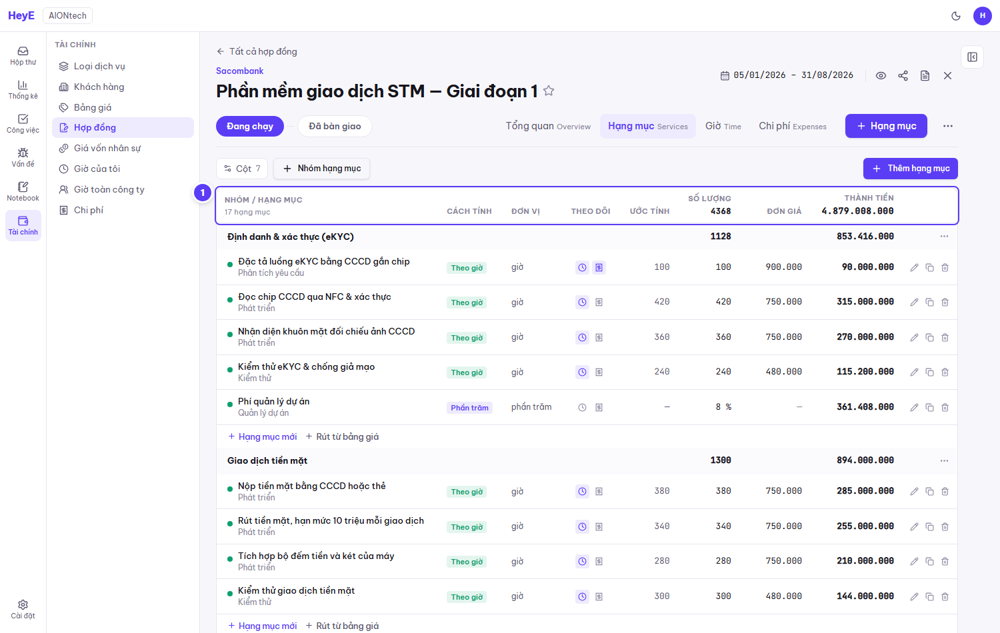 HeyE
AIONtech
H
Hộp thư
Thống kê
Công việc
Vấn đề
Notebook
Tài chính
Cài đặt
TÀI CHÍNH
Loại dịch vụ
Khách hàng
Bảng giá
Hợp đồng
Giá vốn nhân sự
Giờ của tôi
Giờ toàn công ty
Chi phí
Tất cả hợp đồng
Sacombank
Phần mềm giao dịch STM — Giai đoạn 1
05/01/2026 – 31/08/2026
Đang chạy
Đã bàn giao
Tổng quan Overview
Hạng mục Services
Giờ Time
Chi phí Expenses
+ Hạng mục
Cột 7
+ Nhóm hạng mục
+ Thêm hạng mục
1
NHÓM / HẠNG MỤC
17 hạng mục
CÁCH TÍNH
ĐƠN VỊ
THEO DÕI
ƯỚC TÍNH
SỐ LƯỢNG
4368
ĐƠN GIÁ
THÀNH TIỀN
4.879.008.000
Định danh & xác thực (eKYC) 1128 853.416.000
Đặc tả luồng eKYC bằng CCCD gắn chip
Phân tích yêu cầu
Theo giờ giờ 100 100 900.000 90.000.000
Đọc chip CCCD qua NFC & xác thực
Phát triển
Theo giờ giờ 420 420 750.000 315.000.000
Nhận diện khuôn mặt đối chiếu ảnh CCCD
Phát triển
Theo giờ giờ 360 360 750.000 270.000.000
Kiểm thử eKYC & chống giả mạo
Kiểm thử
Theo giờ giờ 240 240 480.000 115.200.000
Phí quản lý dự án
Quản lý dự án
Phần trăm phần trăm — 8 % — 361.408.000
+ Hạng mục mới + Rút từ bảng giá
Giao dịch tiền mặt 1300 894.000.000
Nộp tiền mặt bằng CCCD hoặc thẻ
Phát triển
Theo giờ giờ 380 380 750.000 285.000.000
Rút tiền mặt, hạn mức 10 triệu mỗi giao dịch
Phát triển
Theo giờ giờ 340 340 750.000 255.000.000
Tích hợp bộ đếm tiền và két của máy
Phát triển
Theo giờ giờ 280 280 750.000 210.000.000
Kiểm thử giao dịch tiền mặt
Kiểm thử
Theo giờ giờ 300 300 480.000 144.000.000
+ Hạng mục mới + Rút từ bảng giá